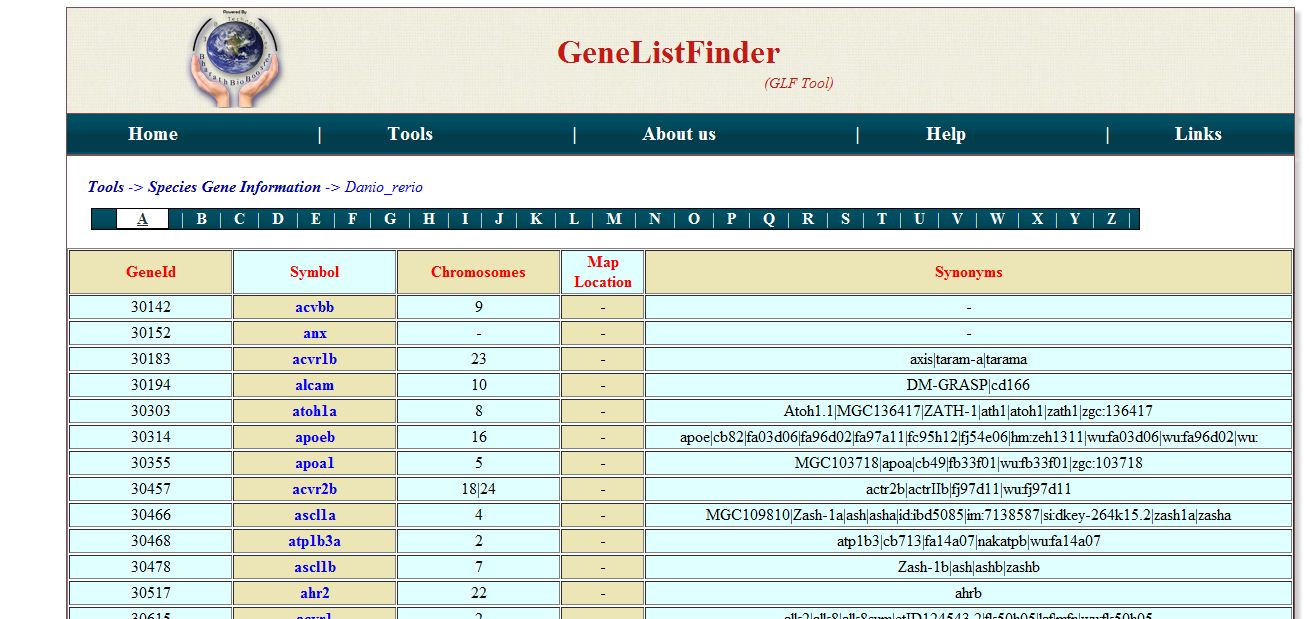 Powered By
GeneListFinder
(GLF Tool)
Home | Tools | About us | Help | Links
Tools -> Species Gene Information -> Danio_rerio
A | B | C | D | E | F | G | H | I | J | K | L | M | N | O | P | Q | R | S | T | U | V | W | X | Y | Z |
GeneId Symbol Chromosomes Map Location Synonyms
30142 acvbb 9 - -
30152 anx - - -
30183 acvr1b 23 - axis|taram-a|tarama
30194 alcam 10 - DM-GRASP|cd166
30303 atoh1a 8 - Atoh1.1|MGC136417|ZATH-1|ath1|atoh1|zath1|zgc:136417
30314 apoeb 16 - apoe|cb82|fa03d06|fa96d02|fa97a11|fc95h12|fj54e06|hm:zeh1311|wu:fa03d06|wu:fa96d02|wu:
30355 apoa1 5 - MGC103718|apoa|cb49|fb33f01|wu:fb33f01|zgc:103718
30457 acvr2b 18|24 - actr2b|actrIIb|fj97d11|wu:fj97d11
30466 ascl1a 4 - MGC109810|Zash-1a|ash|asha|id:ibd5085|im:7138587|si:dkey-264k15.2|zash1a|zasha
30468 atp1b3a 2 - atp1b3|cb713|fa14a07|nakatpb|wu:fa14a07
30478 ascl1b 7 - Zash-1b|ash|ashb|zashb
30517 ahr2 22 - ahrb
30615 acvr1 2 -